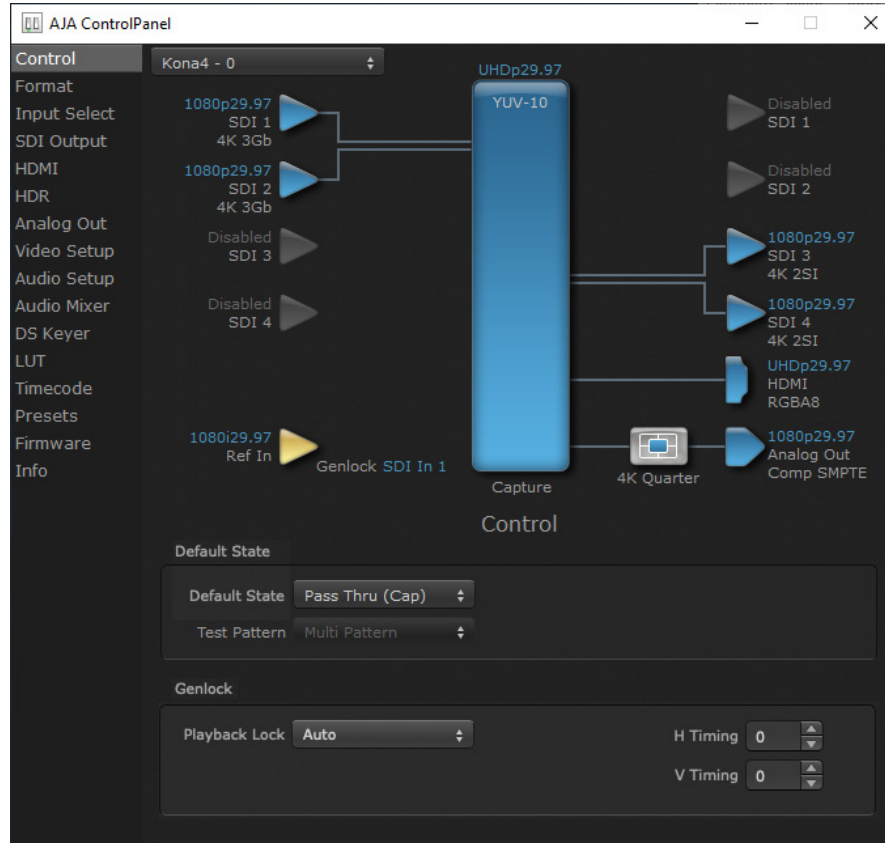 AJA ControlPanel
Control
Format
Input Select
SDI Output
HDMI
HDR
Analog Out
Video Setup
Audio Setup
Audio Mixer
DS Keyer
LUT
Timecode
Presets
Firmware
Info
Kona4 - 0
UHDp29.97
YUV-10
1080p29.97
SDI 1
4K 3Gb
1080p29.97
SDI 2
4K 3Gb
Disabled
SDI 3
Disabled
SDI 4
1080i29.97
Ref In
Genlock SDI In 1
Capture
Disabled
SDI 1
Disabled
SDI 2
1080p29.97
SDI 3
4K 2SI
1080p29.97
SDI 4
4K 2SI
UHDp29.97
HDMI
RGBA8
4K Quarter
1080p29.97
Analog Out
Comp SMPTE
Control
Default State
Default State Pass Thru (Cap)
Test Pattern Multi Pattern
Genlock
Playback Lock Auto
H Timing 0
V Timing 0